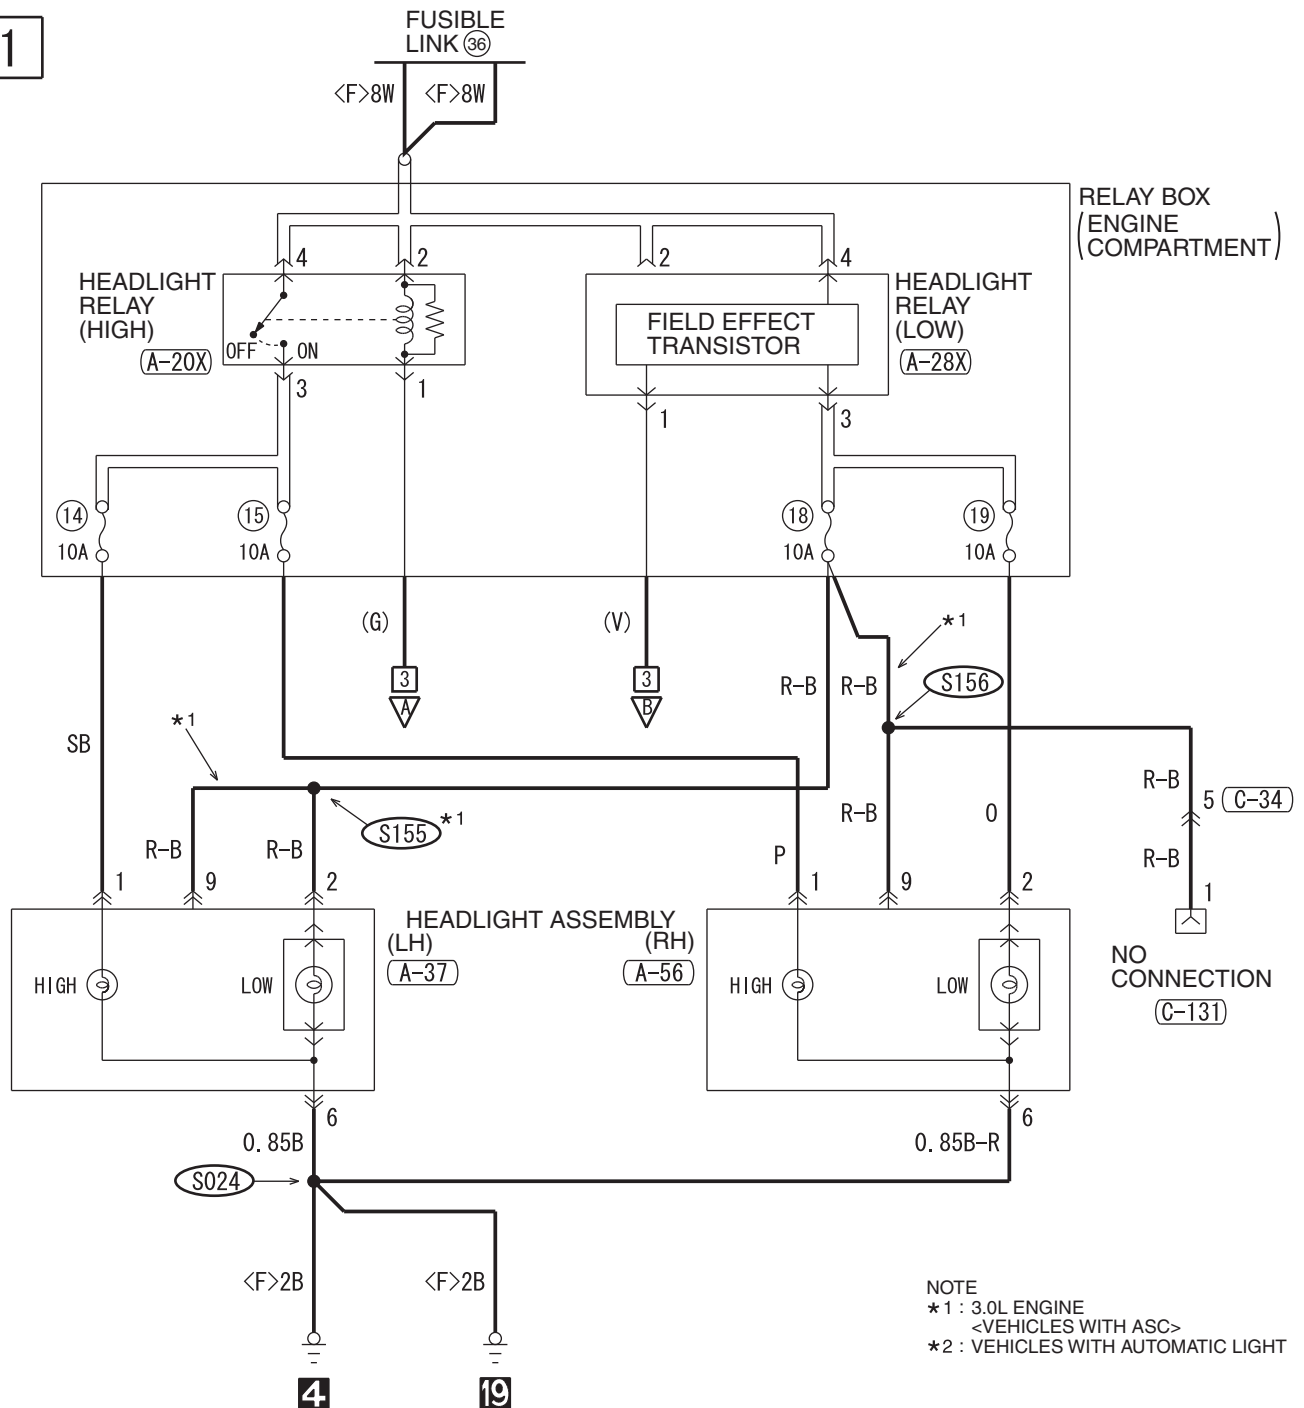 1
FUSIBLE
LINK 36
<F>8W <F>8W
RELAY BOX
(ENGINE
COMPARTMENT)
4 2 2 4
HEADLIGHT
RELAY
(HIGH)
A-20X
OFF ON
FIELD EFFECT
TRANSISTOR
HEADLIGHT
RELAY
(LOW)
A-28X
3 1 1 3
14 15 18 19
10A 10A 10A 10A
(G) (V)
*1
3 3
R-B R-B
S156
A B
*1
SB
R-B
5 C-34
S155 *1
R-B O
R-B R-B
P
R-B
1 9 2 1 9 2 1
HEADLIGHT ASSEMBLY
(LH) (RH)
A-37 A-56
HIGH LOW HIGH LOW
NO
CONNECTION
C-131
6 6
0.85B 0.85B-R
S024
<F>2B <F>2B
4 19
NOTE
*1 : 3.0L ENGINE
<VEHICLES WITH ASC>
*2 : VEHICLES WITH AUTOMATIC LIGHT